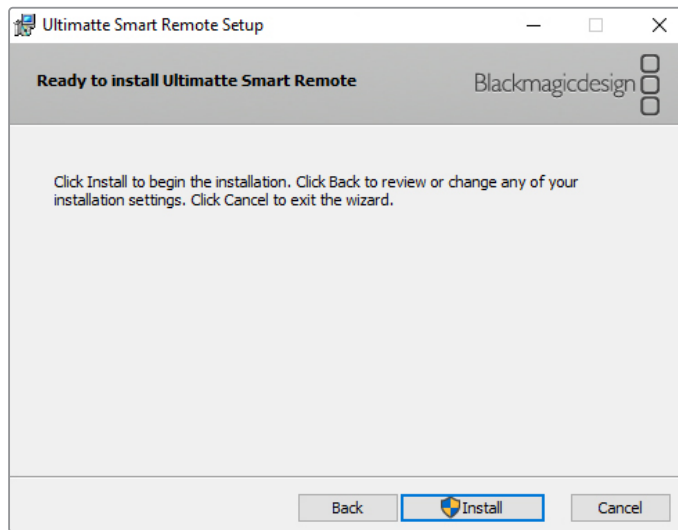 Ultimatte Smart Remote Setup
Ready to install Ultimatte Smart Remote
Blackmagicdesign
Click Install to begin the installation. Click Back to review or change any of your
installation settings. Click Cancel to exit the wizard.
Back
Install
Cancel